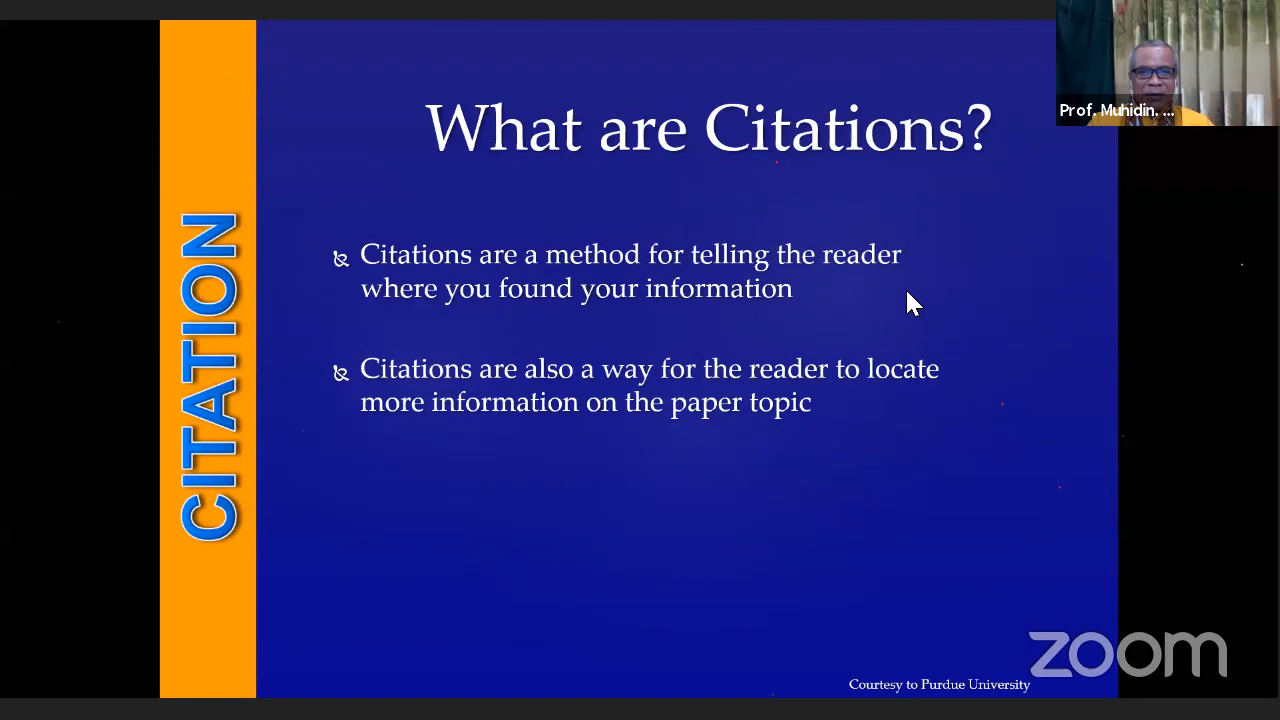 What are Citations?
Prof. Muhidin. ...
CITATION
Citations are a method for telling the reader
where you found your information
Citations are also a way for the reader to locate
more information on the paper topic
zoom
Courtesy to Purdue University